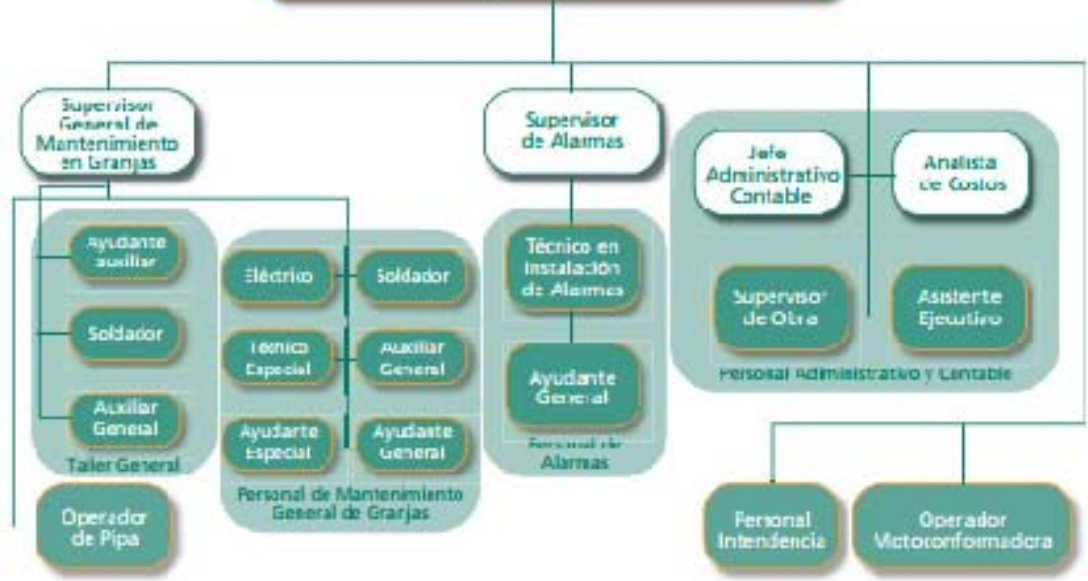 Supervisor
General de
Mantenimiento
en Granjas
Supervisor
de Alarmas
Jefe
Administrativo
Contable
Analista
de Costos
Ayudante
auxiliar
Soldador
Auxiliar
General
Taller General
Operador
de Pipa
Eléctrico
Soldador
Técnico
Especial
Auxiliar
General
Ayudante
Especial
Ayudante
General
Personal de Mantenimiento
General de Granjas
Técnico en
Instalación
de Alarmas
Ayudante
General
Personal de
Alarmas
Supervisor
de Obra
Asistente
Ejecutivo
Personal Administrativo y Contable
Personal
Intendencia
Operador
Motoconformadora